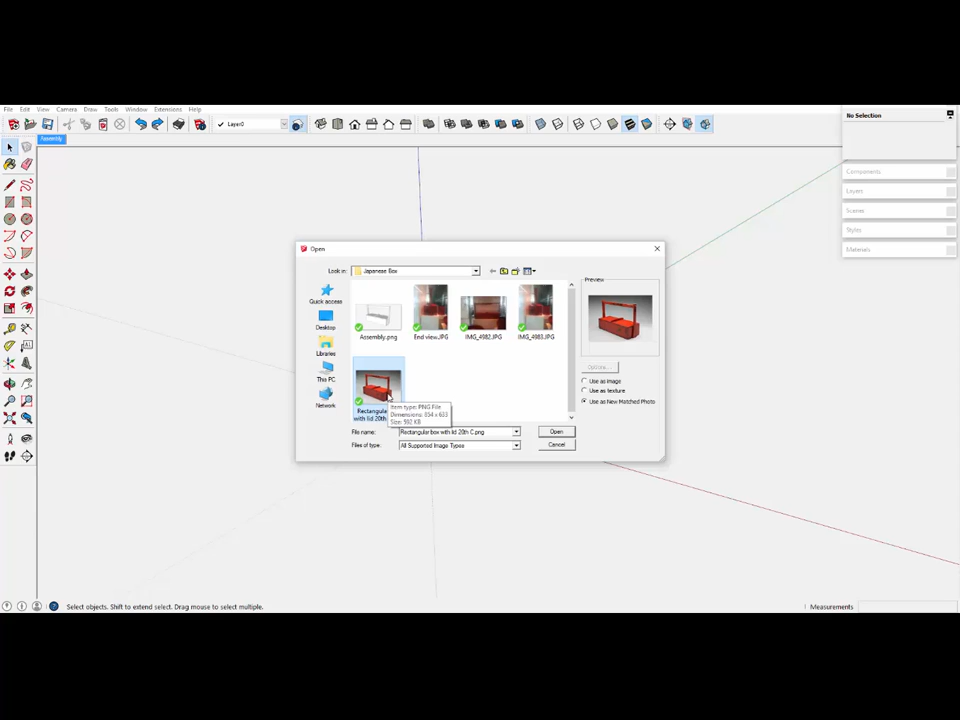 File Edit View Camera Draw Tools Window Extensions Help
Layer0
Assembly
No Selection
Components
Layers
Scenes
Styles
Materials
Open
Look in: Japanese Box
Preview
Quick access
Desktop
Libraries
This PC
Network
Assembly.png
End view.JPG
IMG_4982.JPG
IMG_4983.JPG
Rectangula
with lid 20th
Item type: PNG File
Dimensions: 854 x 633
Size: 992 KB
File name: Rectangular box with lid 20th C.png
Files of type: All Supported Image Types
Open
Cancel
Options...
Use as image
Use as texture
Use as New Matched Photo
Select objects. Shift to extend select. Drag mouse to select multiple.
Measurements